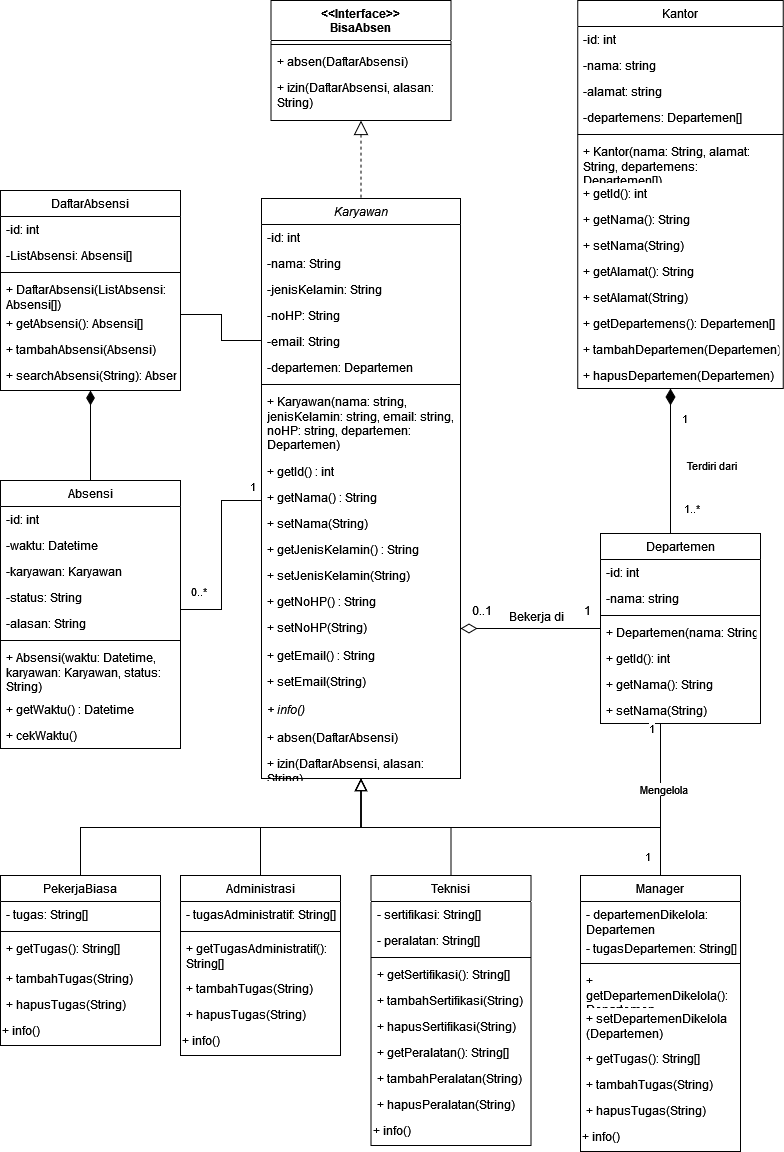 <<Interface>>
BisaAbsen
+ absen(DaftarAbsensi)
+ izin(DaftarAbsensi, alasan:
String)
Kantor
-id: int
-nama: string
-alamat: string
-departemens: Departemen[]
+ Kantor(nama: String, alamat:
String, departemens:
Departemen[])
+ getId(): int
+ getNama(): String
+ setNama(String)
+ getAlamat(): String
+ setAlamat(String)
+ getDepartemens(): Departemen[]
+ tambahDepartemen(Departemen)
+ hapusDepartemen(Departemen)
DaftarAbsensi
-id: int
-ListAbsensi: Absensi[]
+ DaftarAbsensi(ListAbsensi:
Absensi[])
+ getAbsensi(): Absensi[]
+ tambahAbsensi(Absensi)
+ searchAbsensi(String): Absen
Karyawan
-id: int
-nama: String
-jenisKelamin: String
-noHP: String
-email: String
-departemen: Departemen
+ Karyawan(nama: string,
jenisKelamin: string, email: string,
noHP: string, departemen:
Departemen)
+ getId() : int
+ getNama() : String
+ setNama(String)
+ getJenisKelamin() : String
+ setJenisKelamin(String)
+ getNoHP() : String
+ setNoHP(String)
+ getEmail() : String
+ setEmail(String)
+ info()
+ absen(DaftarAbsensi)
+ izin(DaftarAbsensi, alasan:
String)
1
Terdiri dari
1..*
Absensi
-id: int
-waktu: Datetime
-karyawan: Karyawan
-status: String
-alasan: String
+ Absensi(waktu: Datetime,
karyawan: Karyawan, status:
String)
+ getWaktu() : Datetime
+ cekWaktu()
1
0..*
Departemen
-id: int
-nama: string
+ Departemen(nama: String
+ getId(): int
+ getNama(): String
+ setNama(String)
0..1
Bekerja di
1
1
Mengelola
1
PekerjaBiasa
- tugas: String[]
+ getTugas(): String[]
+ tambahTugas(String)
+ hapusTugas(String)
+ info()
Administrasi
- tugasAdministratif: String[]
+ getTugasAdministratif():
String[]
+ tambahTugas(String)
+ hapusTugas(String)
+ info()
Teknisi
- sertifikasi: String[]
- peralatan: String[]
+ getSertifikasi(): String[]
+ tambahSertifikasi(String)
+ hapusSertifikasi(String)
+ getPeralatan(): String[]
+ tambahPeralatan(String)
+ hapusPeralatan(String)
+ info()
Manager
- departemenDikelola:
Departemen
- tugasDepartemen: String[]
+
getDepartemenDikelola():
Departemen
+ setDepartemenDikelola
(Departemen)
+ getTugas(): String[]
+ tambahTugas(String)
+ hapusTugas(String)
+ info()